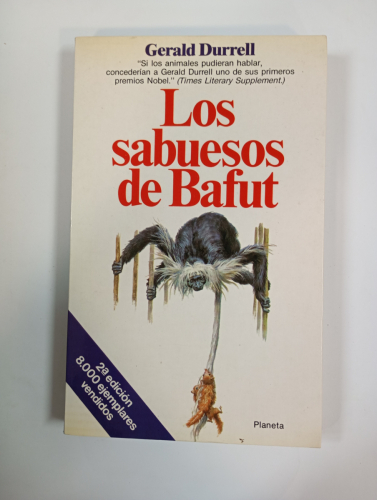 Gerald Durrell
"Si los animales pudieran hablar,
concederían a Gerald Durrell uno de sus primeros
premios Nobel." (Times Literary Supplement.)
Los
sabuesos
de Bafut
2ª edición
8.000 ejemplares
vendidos
Planeta